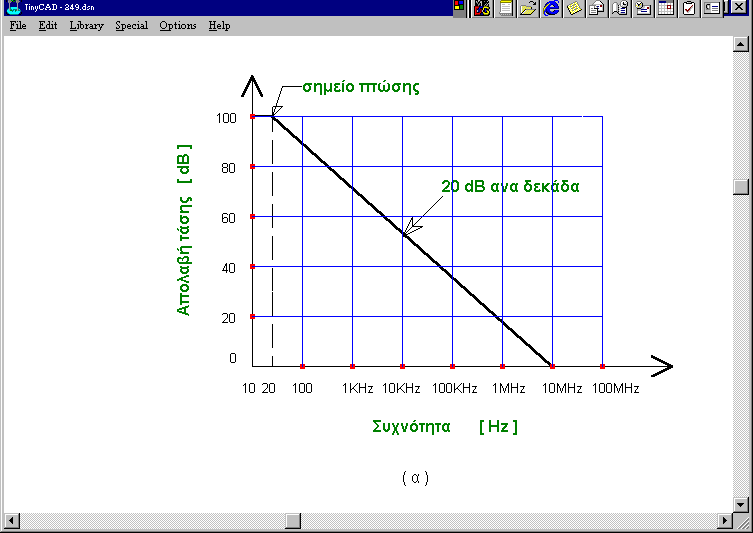 TinyCAD - 249.dsn
File Edit Library Special Options Help
σημείο πτώσης
100
80
20 dB ανα δεκάδα
60
40
20
0
Απολαβή τάσης [ dB ]
10 20 100 1KHz 10KHz 100KHz 1MHz 10MHz 100MHz
Συχνότητα [ Hz ]
( α )